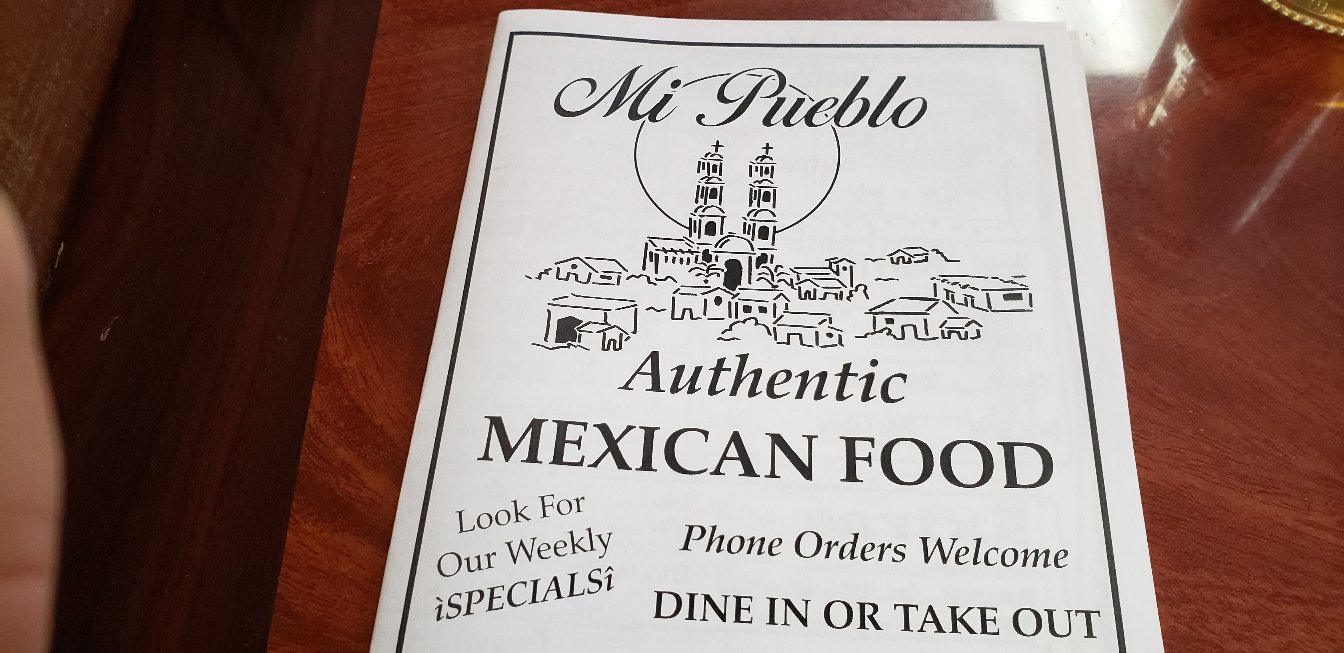 Mi Pueblo
Authentic
MEXICAN FOOD
Look For
Our Weekly
ìSPECIALSî
Phone Orders Welcome
DINE IN OR TAKE OUT